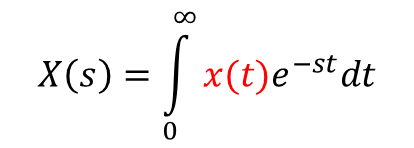 X(s) = ∫₀^∞ x(t)e^{−st} dt